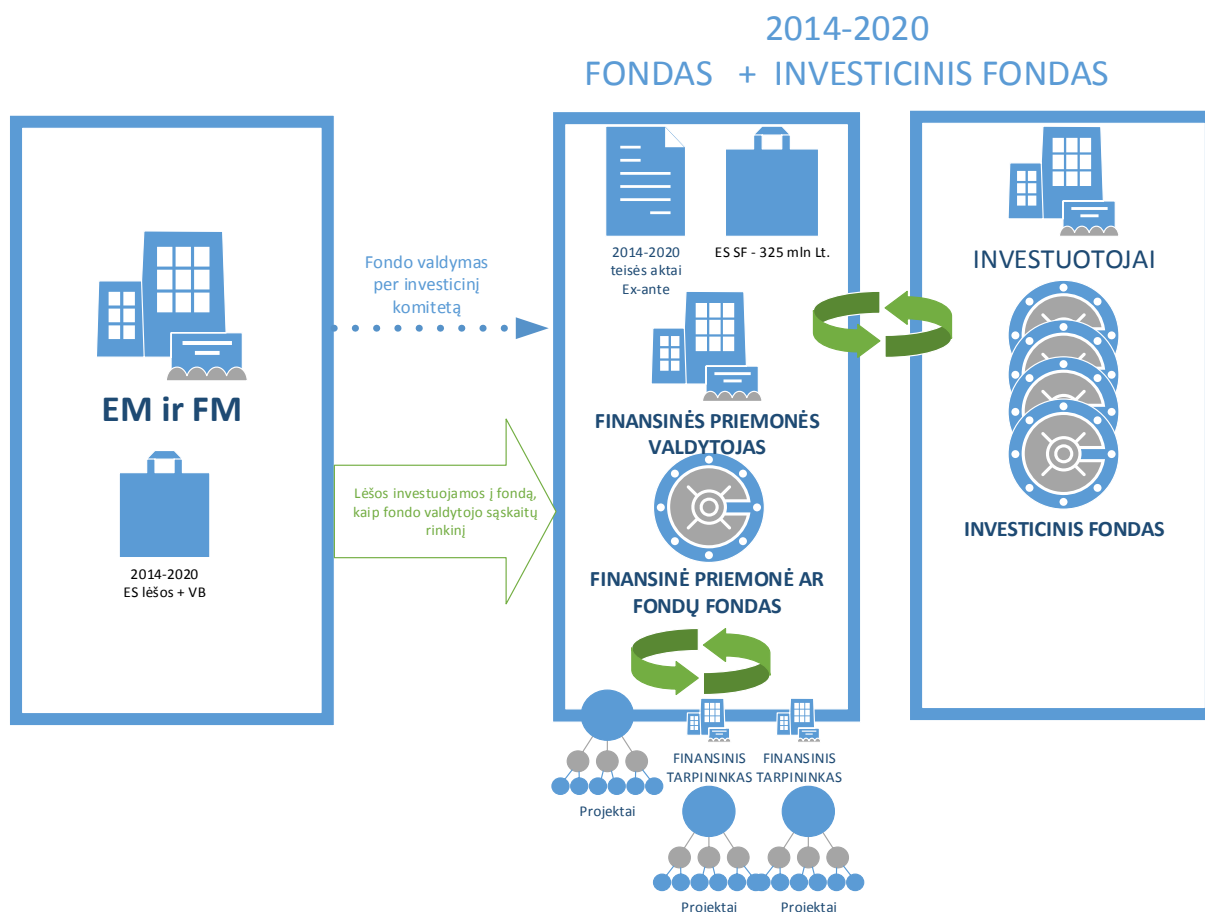 2014-2020
FONDAS + INVESTICINIS FONDAS
EM ir FM
2014-2020
ES lėšos + VB
Fondo valdymas
per investicinį
komitetą
Lėšos investuojamos į fondą,
kaip fondo valdytojo sąskaitų
rinkinį
2014-2020
teisės aktai
Ex-ante
ES SF - 325 mln Lt.
FINANSINĖS PRIEMONĖS
VALDYTOJAS
FINANSINĖ PRIEMONĖ AR
FONDŲ FONDAS
INVESTUOTOJAI
INVESTICINIS FONDAS
Projektai
FINANSINIS
TARPININKAS
Projektai
FINANSINIS
TARPININKAS
Projektai